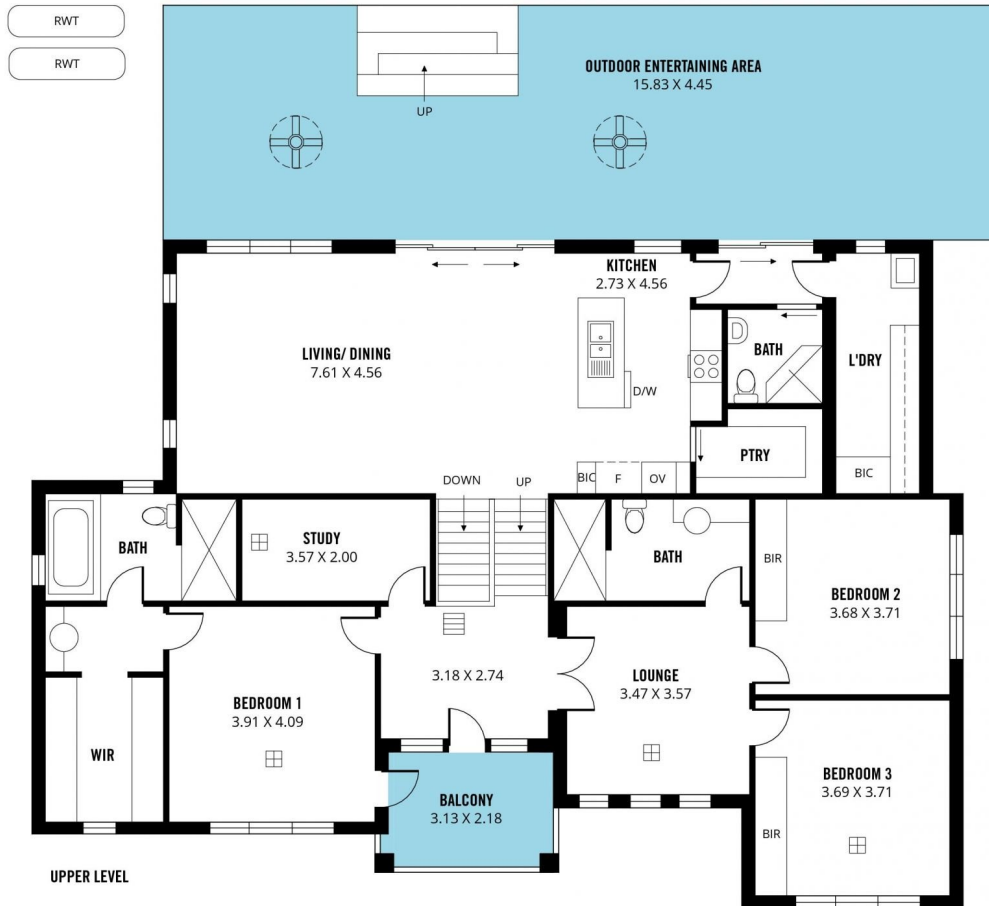 RWT
RWT
OUTDOOR ENTERTAINING AREA
15.83 X 4.45
UP
KITCHEN
2.73 X 4.56
LIVING/ DINING
7.61 X 4.56
BATH
L'DRY
D/W
PTRY
BIC
F
OV
BIC
DOWN
UP
BATH
STUDY
3.57 X 2.00
BATH
BIR
BEDROOM 2
3.68 X 3.71
3.18 X 2.74
LOUNGE
3.47 X 3.57
BEDROOM 1
3.91 X 4.09
WIR
BALCONY
3.13 X 2.18
BEDROOM 3
3.69 X 3.71
BIR
UPPER LEVEL